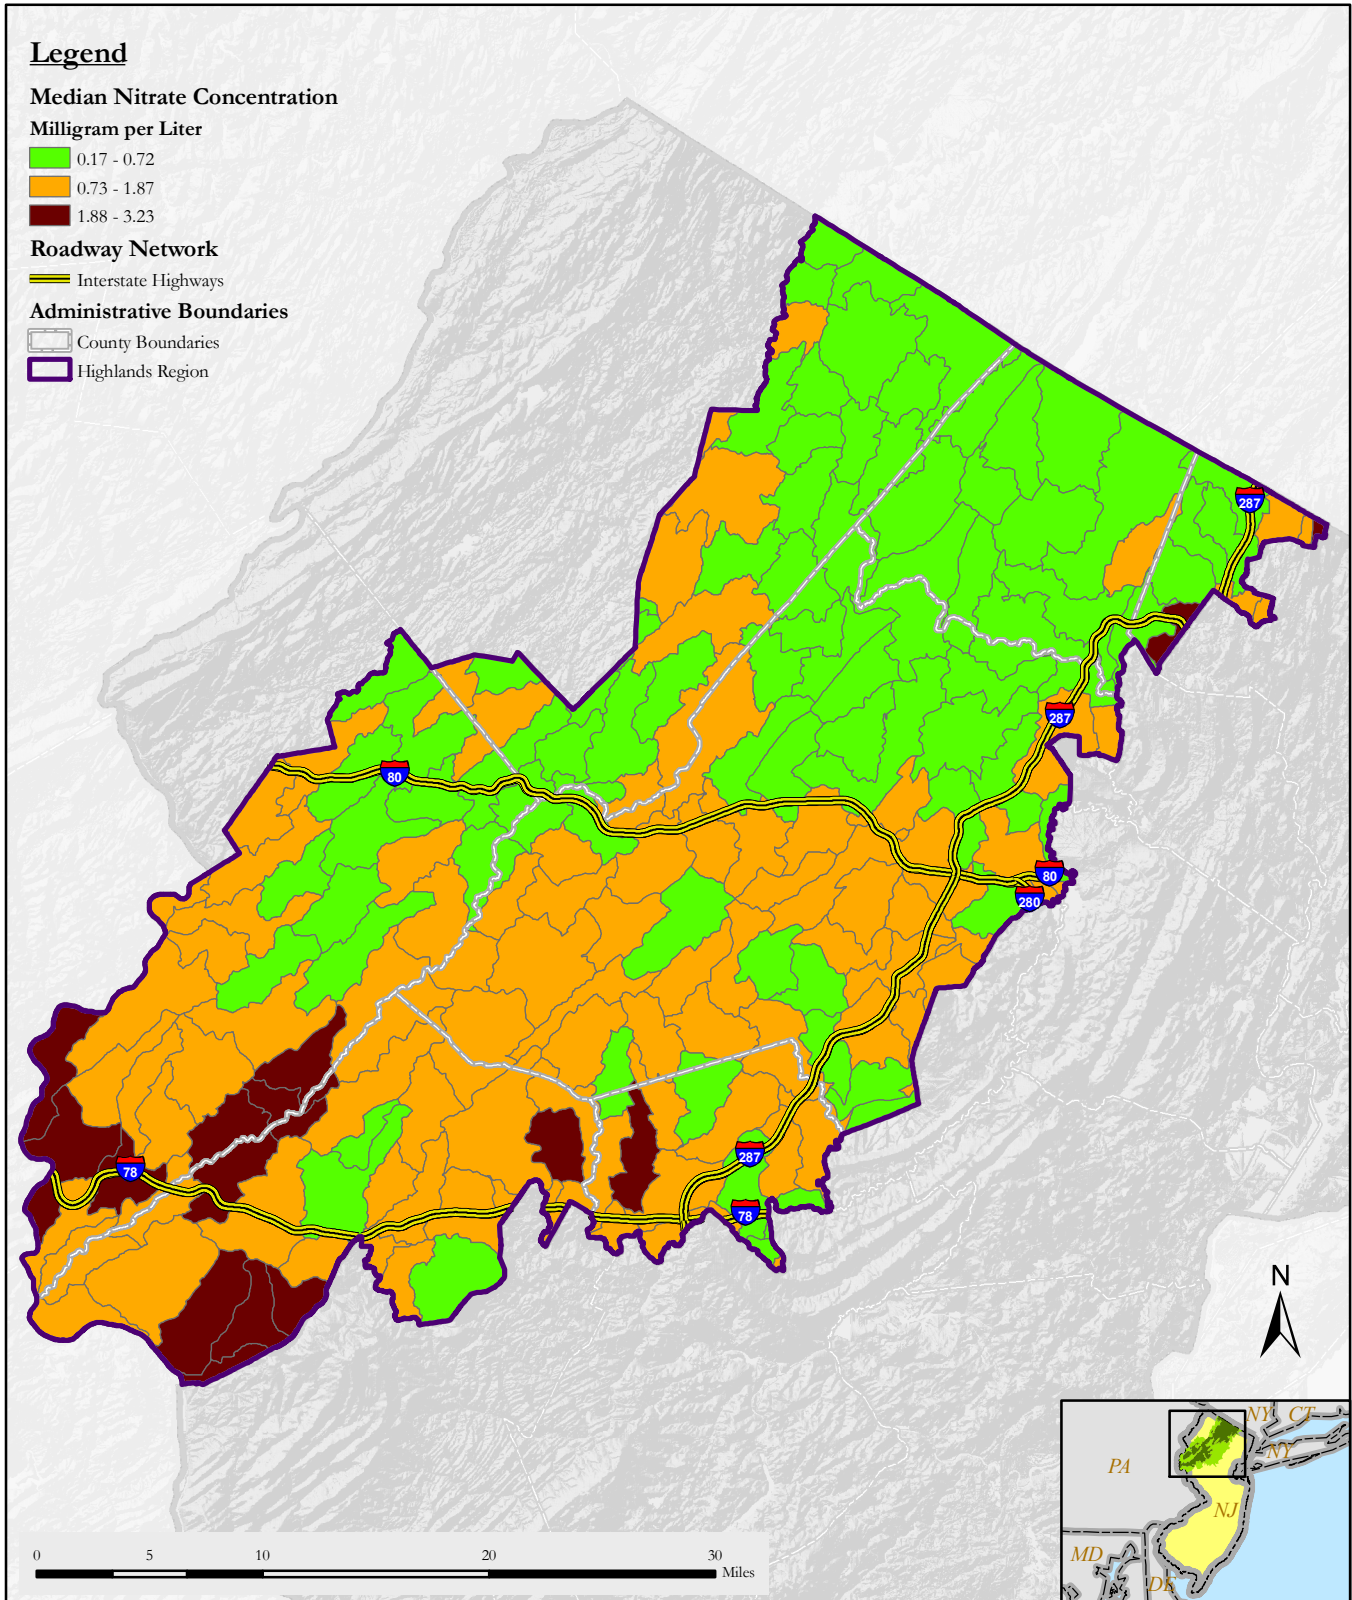 Legend
Median Nitrate Concentration
Milligram per Liter
0.17 - 0.72
0.73 - 1.87
1.88 - 3.23
Roadway Network
Interstate Highways
Administrative Boundaries
County Boundaries
Highlands Region
287
287
80
80
280
287
78
78
N
NY
CT
NY
PA
NJ
MD
DE
0 5 10 20 30
Miles